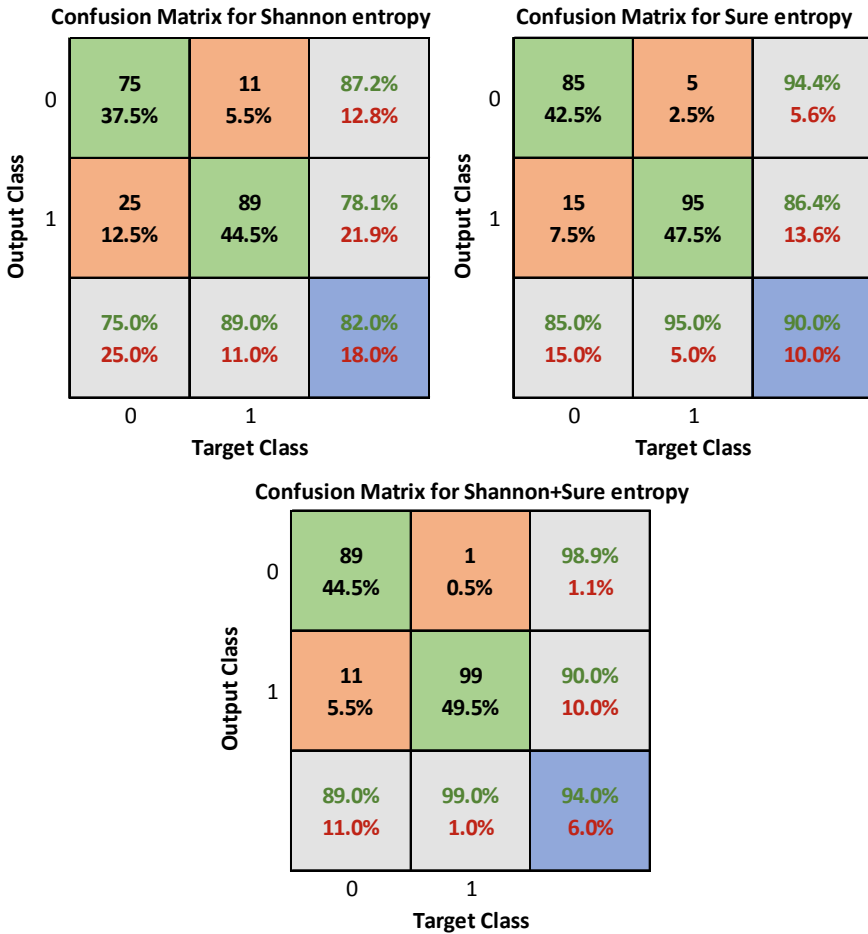 Confusion Matrix for Shannon entropy
75 11 87.2%
0
37.5% 5.5% 12.8%
25 89 78.1%
1
12.5% 44.5% 21.9%
75.0% 89.0% 82.0%
25.0% 11.0% 18.0%
0 1
Target Class
Output Class
Confusion Matrix for Sure entropy
85 5 94.4%
0
42.5% 2.5% 5.6%
15 95 86.4%
1
7.5% 47.5% 13.6%
85.0% 95.0% 90.0%
15.0% 5.0% 10.0%
0 1
Target Class
Output Class
Confusion Matrix for Shannon+Sure entropy
89 1 98.9%
0
44.5% 0.5% 1.1%
11 99 90.0%
1
5.5% 49.5% 10.0%
89.0% 99.0% 94.0%
11.0% 1.0% 6.0%
0 1
Target Class
Output Class